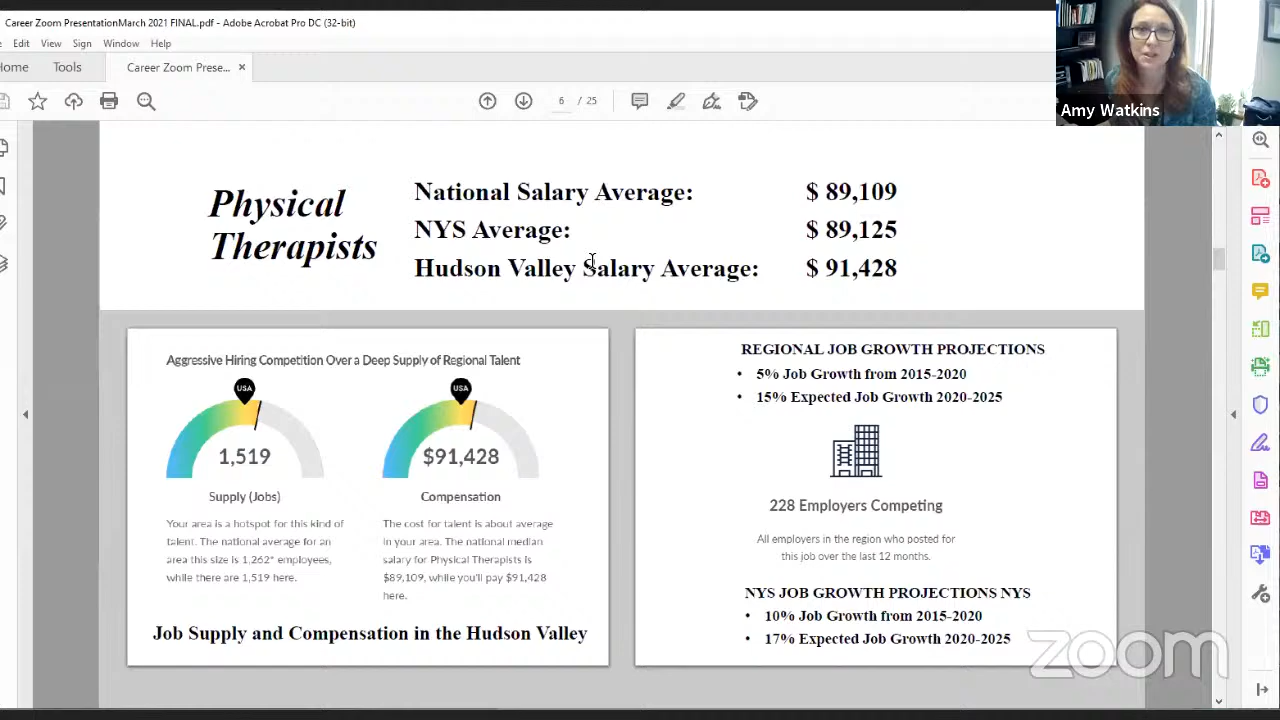 Career Zoom PresentationMarch 2021 FINAL.pdf - Adobe Acrobat Pro DC (32-bit)
Edit View Sign Window Help
Home Tools Career Zoom Prese... ×
6 / 25
Amy Watkins
Physical
Therapists
National Salary Average: $ 89,109
NYS Average: $ 89,125
Hudson Valley Salary Average: $ 91,428
Aggressive Hiring Competition Over a Deep Supply of Regional Talent
USA
1,519
Supply (Jobs)
Your area is a hotspot for this kind of
talent. The national average for an
area this size is 1,262* employees,
while there are 1,519 here.
USA
$91,428
Compensation
The cost for talent is about average
in your area. The national median
salary for Physical Therapists is
$89,109, while you'll pay $91,428
here.
Job Supply and Compensation in the Hudson Valley
REGIONAL JOB GROWTH PROJECTIONS
• 5% Job Growth from 2015-2020
• 15% Expected Job Growth 2020-2025
228 Employers Competing
All employers in the region who posted for
this job over the last 12 months.
NYS JOB GROWTH PROJECTIONS NYS
• 10% Job Growth from 2015-2020
• 17% Expected Job Growth 2020-2025
zoom